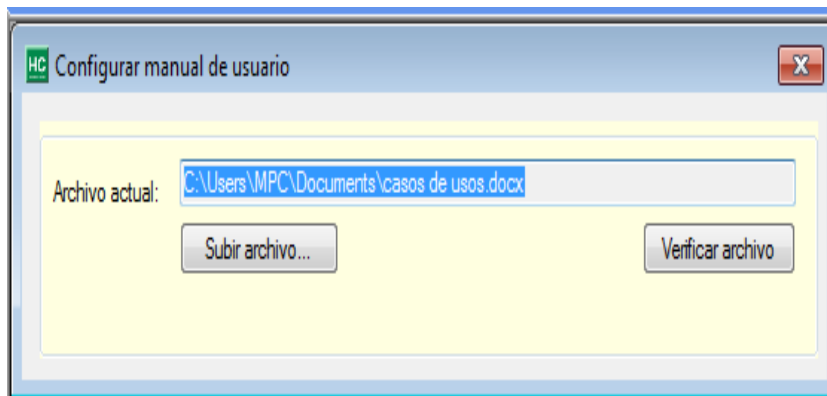 HC Configurar manual de usuario
Archivo actual: C:\Users\MPC\Documents\casos de usos.docx
Subir archivo... Verificar archivo